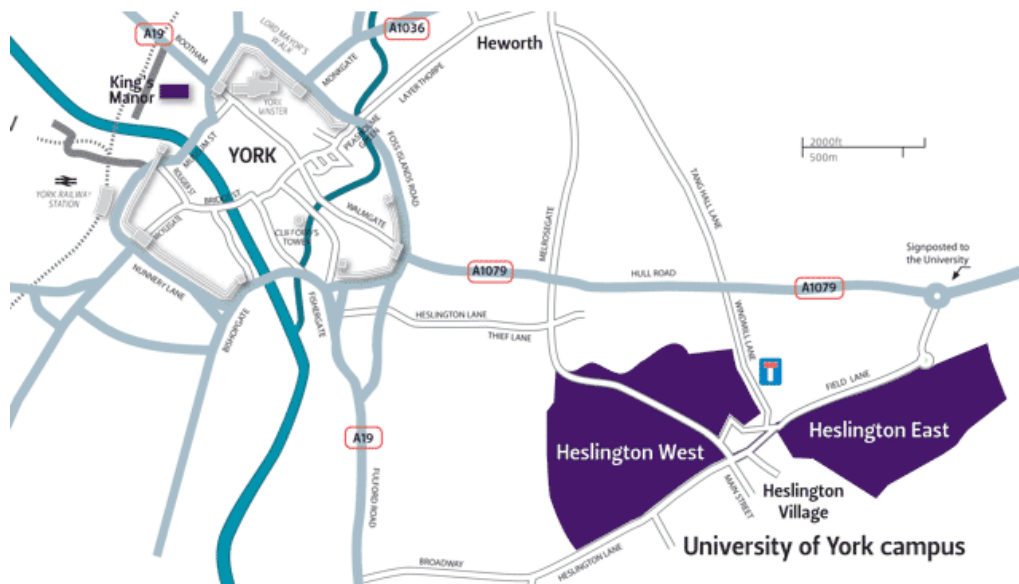 A19
BOOTHAM
LORD MAYOR'S
WALK
A1036
MONKGATE
Heworth
LAYERTHORPE
King's
Manor
YORK
MINSTER
2000ft
500m
PEASHOLME
GREEN
MUSEUM ST
YORK
FOSS ISLANDS ROAD
YORK RAILWAY
STATION
BRIDGE ST
WALMGATE
TANG HALL LANE
MICKLEGATE
CLIFFORD'S
TOWER
MELROSEGATE
Signposted to
the University
NUNNERY LANE
A1079
HULL ROAD
A1079
BISHOPGATE
FISHERGATE
HESLINGTON LANE
THIEF LANE
WINDMILL LANE
FIELD LANE
A19
Heslington West
Heslington East
FULFORD ROAD
MAIN STREET
Heslington
Village
University of York campus
BROADWAY
HESLINGTON LANE